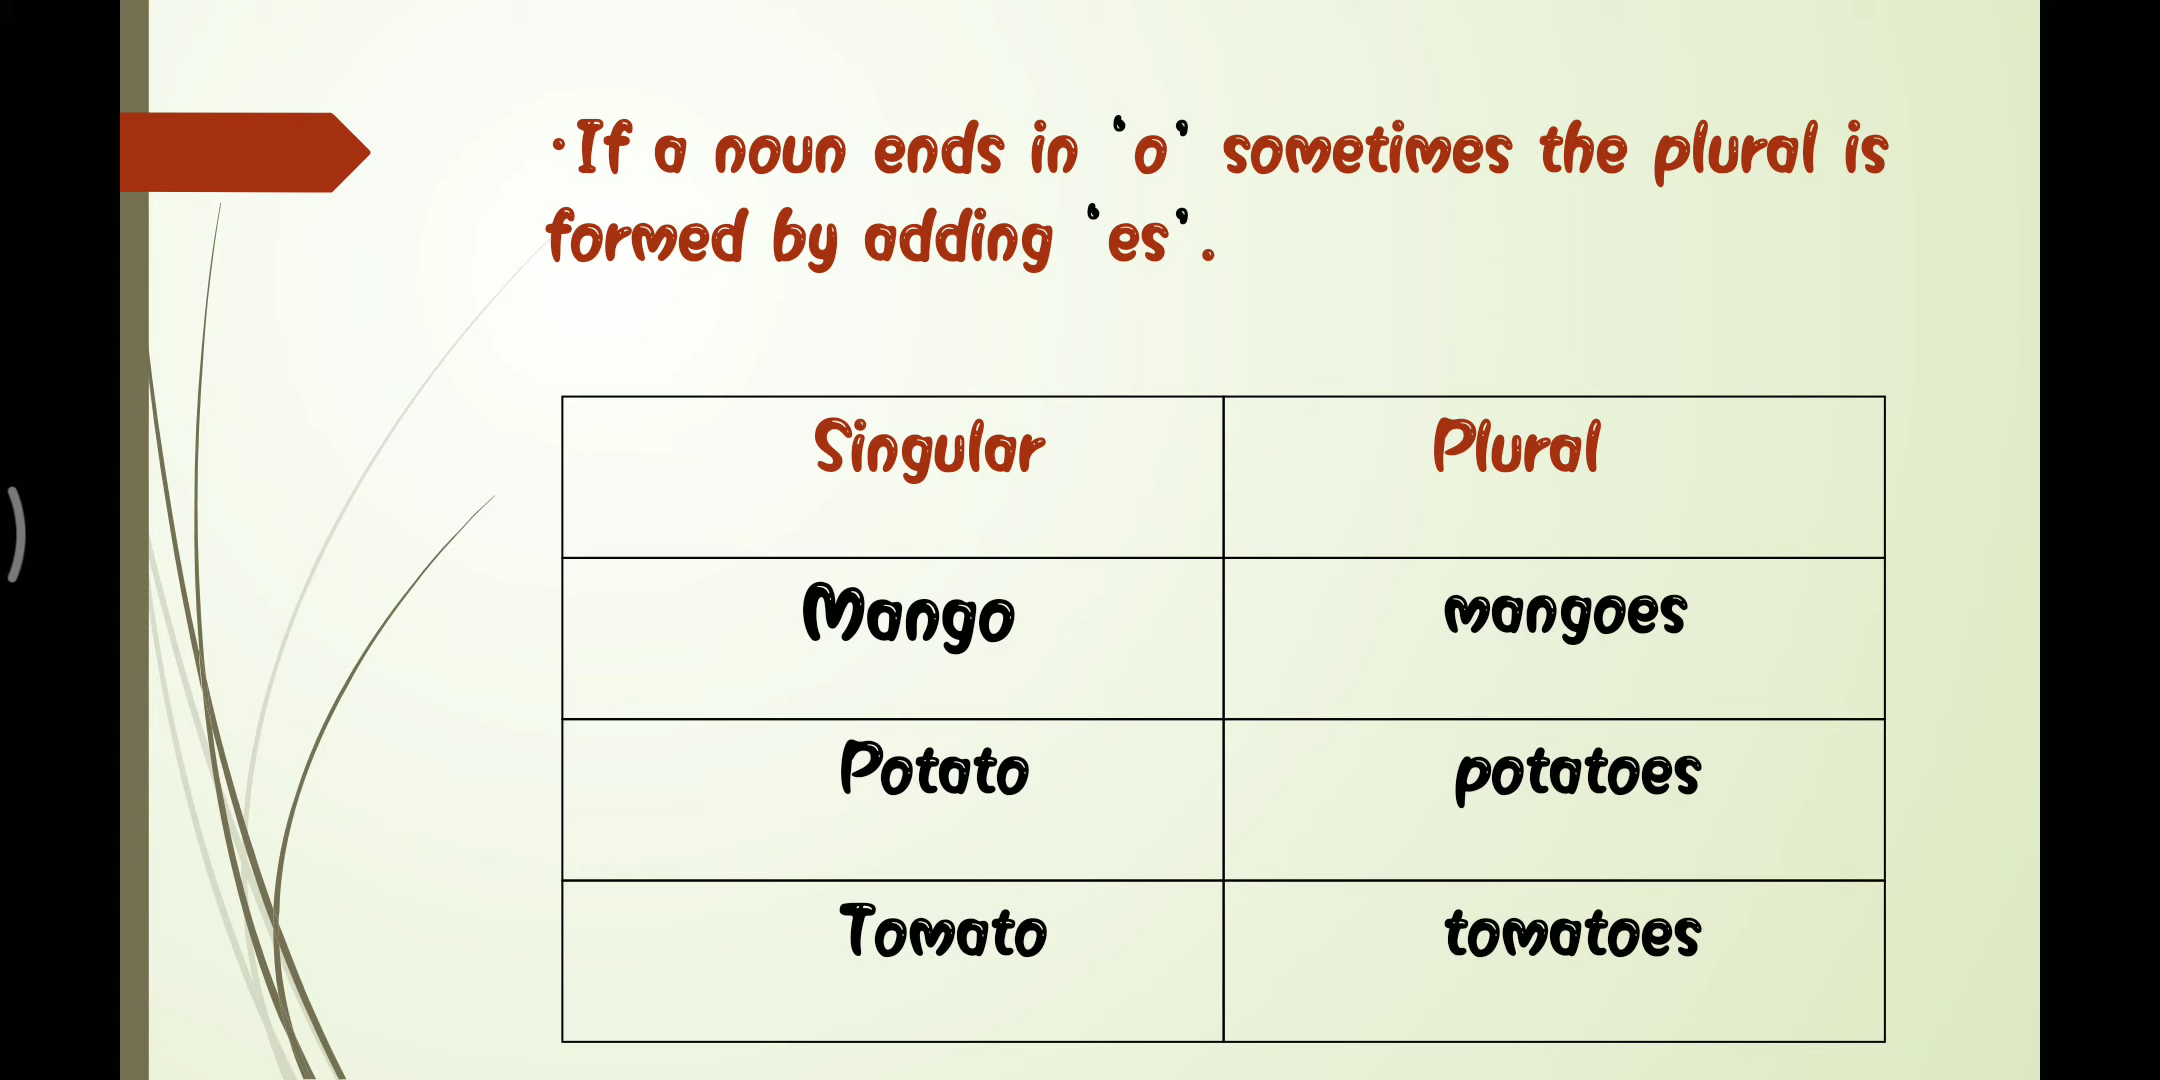 ·If a noun ends in ‘o’ sometimes the plural is
formed by adding ‘es’.
Singular Plural
Mango mangoes
Potato potatoes
Tomato tomatoes